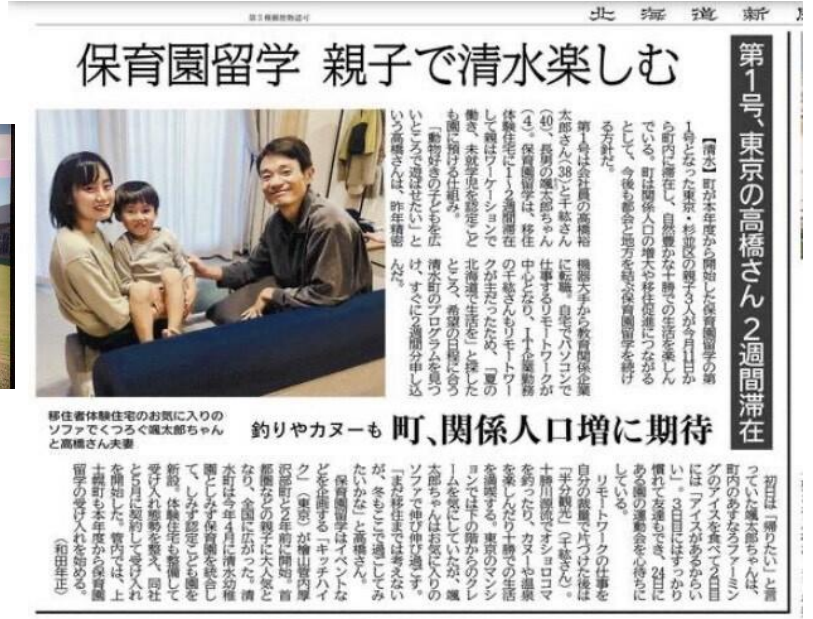 第3種郵便物認可
北海道新
保育園留学 親子で清水楽しむ
第1号、東京の高橋さん 2週間滞在
【清水】町が本年度から開始した保育園留学の第
1号となった東京・杉並区の親子3人が今月11日か
ら町内に滞在し、自然豊かな十勝での生活を楽しん
でいる。町は関係人口の増大や移住促進につながる
として、今後も都会と地方を結ぶ保育園留学を続け
る方針だ。
第1号は会社員の高橋裕
太郎さん(38)と千紘さん
(40)、長男の颯太郎ちゃん
(4)。保育園留学は、移住
体験住宅に1〜2週間滞在
して親はワーケーションで
働き、未就学児を認定こど
も園に預ける仕組み。
「動物好きの子どもを広
いところで遊ばせたい」と
いう高橋さんは、昨年精密
機器大手から教育関係企業
に転職。自宅でパソコンで
仕事するリモートワークが
中心となり、IT企業勤務
の千紘さんもリモートワー
クが主だったため、「夏の
北海道で生活を」と探した
ところ、希望の日程に合う
清水町のプログラムを見つ
け、すぐに2週間分申し込
んだ。
移住者体験住宅のお気に入りの
ソファでくつろぐ颯太郎ちゃん
と高橋さん夫妻
釣りやカヌーも 町、関係人口増に期待
初日は「帰りたい」と言
っていた颯太郎ちゃんは、
町内のあすなろファーミン
グのアイスを食べて2日目
には「アイスがあるからい
い」。3日目にはすっかり
慣れて友達もでき、24日に
ある園の運動会を心待ちに
している。
リモートワークの仕事を
自分の裁量で片づけた後は
「半分観光」(千紘さん)。
十勝川源流でオショロコマ
を釣ったり、カヌーや温泉
を楽しんだり十勝での生活
を満喫する。東京のマンシ
ョンでは下の階からのクレ
ームを気にしていたが、颯
太郎ちゃんはお気に入りの
ソファで伸び伸び過ごす。
「まだ移住までは考えない
が、冬もここで過ごしてみ
たいかな」と高橋さん。
保育園留学はイベントな
どを企画する「キッチハイ
ク」(東京)が檜山管内厚
沢部町と2年前に開始。首
都圏などの親子に大人気と
なり、全国に広がった。清
水町は今年4月に清水幼稚
園としみず保育園を統合し
て、しみず認定こども園を
新設。体験住宅も整備して
受け入れ態勢を整え、同社
と5月に契約して受け入れ
を開始した。管内では、上
士幌町も本年度から保育園
留学の受け入れを始める。
(和田年正)